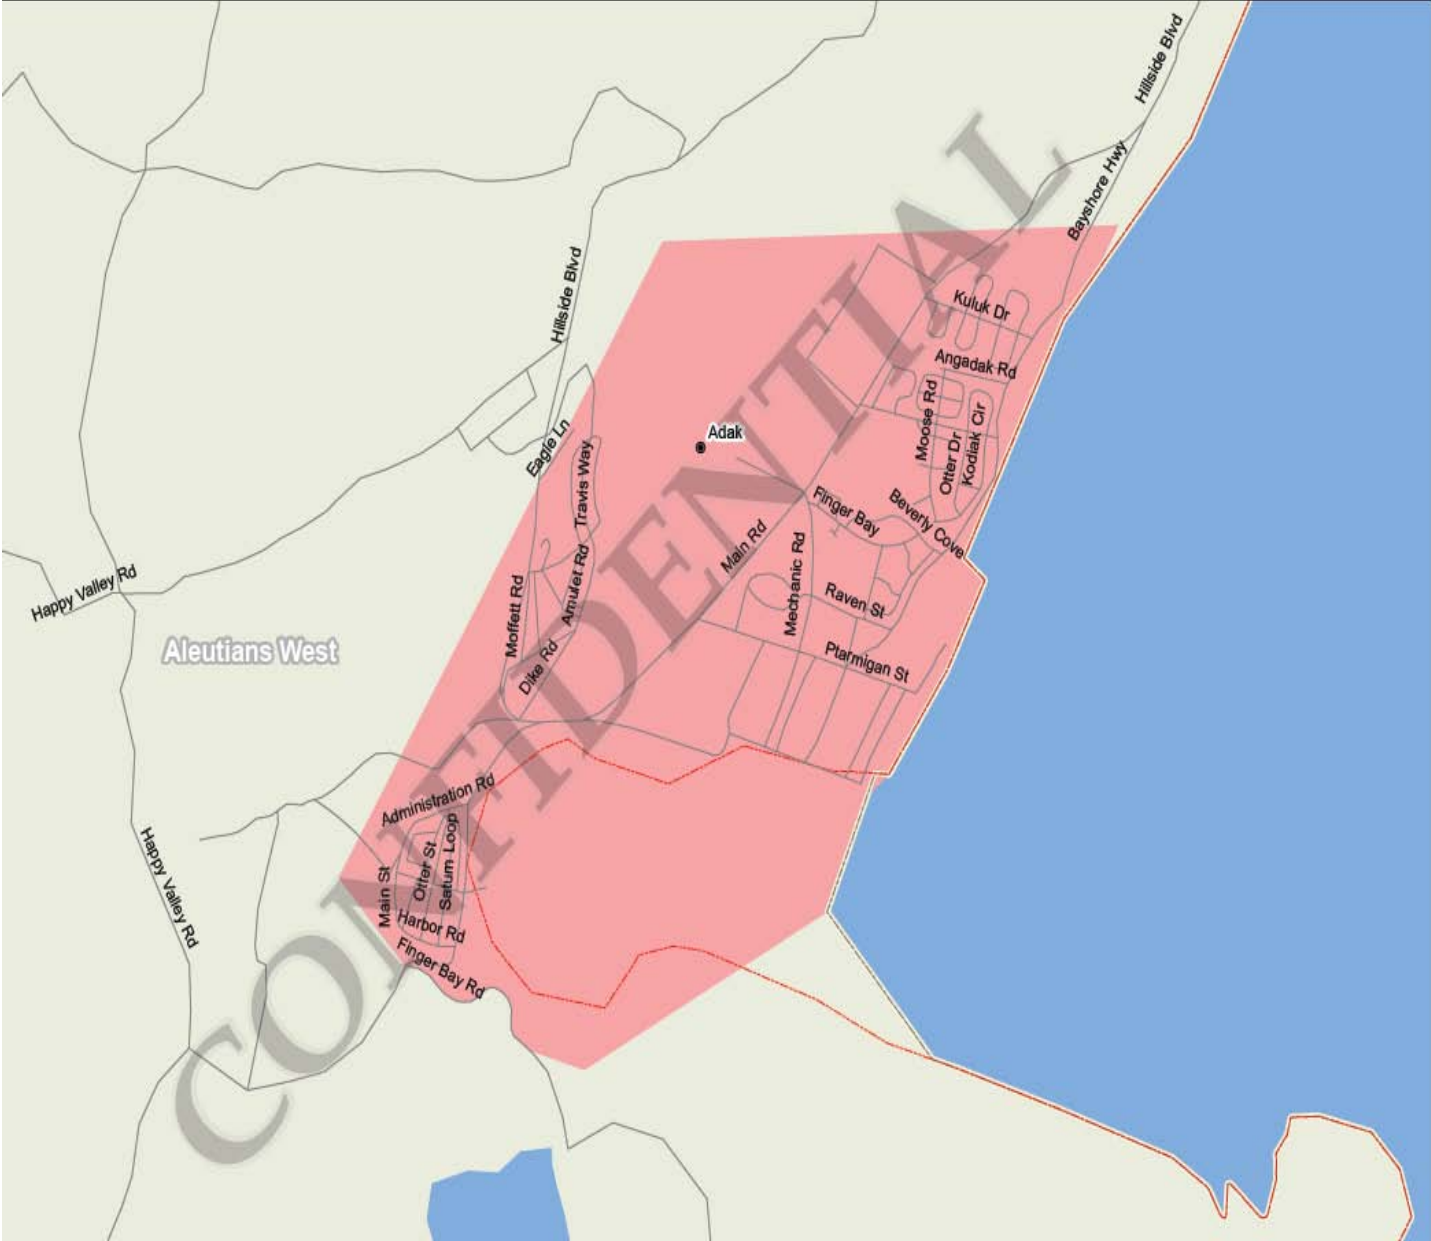 Hillside Blvd
Bayshore Hwy
CONFIDENTIAL
Hillside Blvd
Kuluk Dr
Angadak Rd
Moose Rd
Otter Dr
Kodiak Cir
Adak
Eagle Ln
Travis Way
Finger Bay
Beverly Cove
Main Rd
Mechanic Rd
Amulet Rd
Moffett Rd
Happy Valley Rd
Raven St
Aleutians West
Dike Rd
Ptarmigan St
Administration Rd
Happy Valley Rd
Main St
Otter St
Saturn Loop
Harbor Rd
Finger Bay Rd